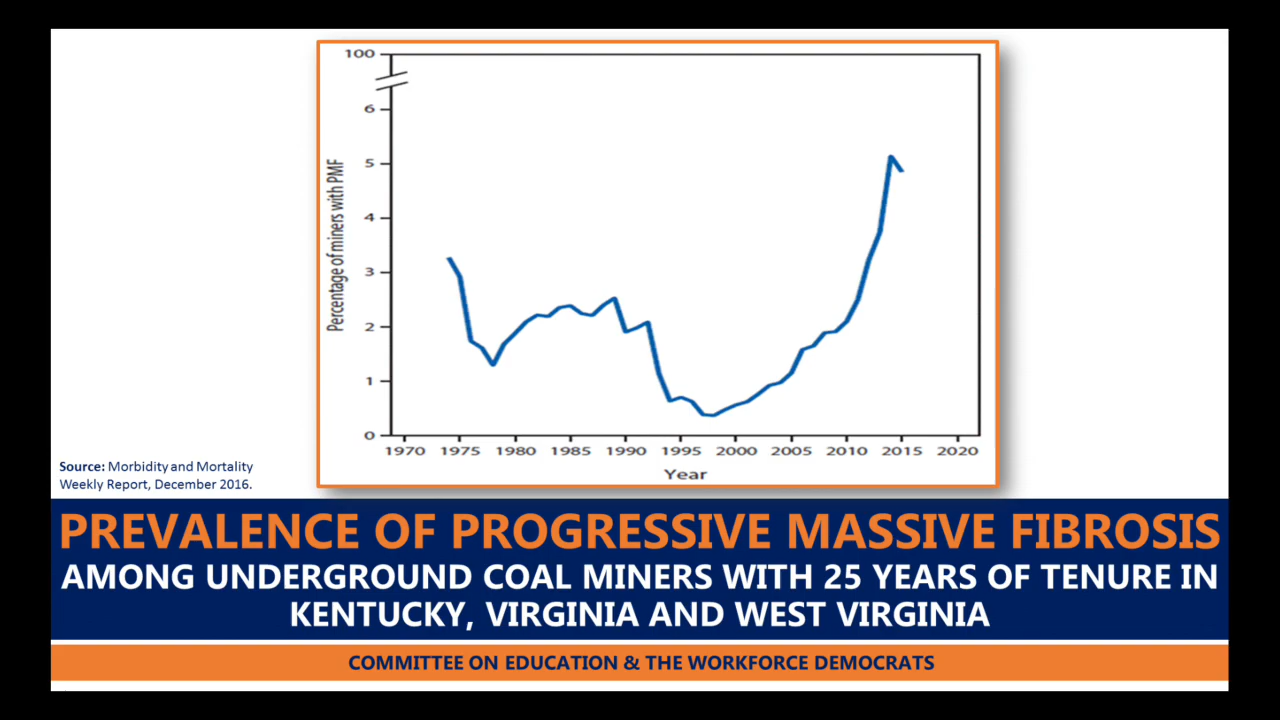 100
6
5
4
3
2
1
0
Percentage of miners with PMF
1970 1975 1980 1985 1990 1995 2000 2005 2010 2015 2020
Year
Source: Morbidity and Mortality
Weekly Report, December 2016.
PREVALENCE OF PROGRESSIVE MASSIVE FIBROSIS
AMONG UNDERGROUND COAL MINERS WITH 25 YEARS OF TENURE IN
KENTUCKY, VIRGINIA AND WEST VIRGINIA
COMMITTEE ON EDUCATION & THE WORKFORCE DEMOCRATS